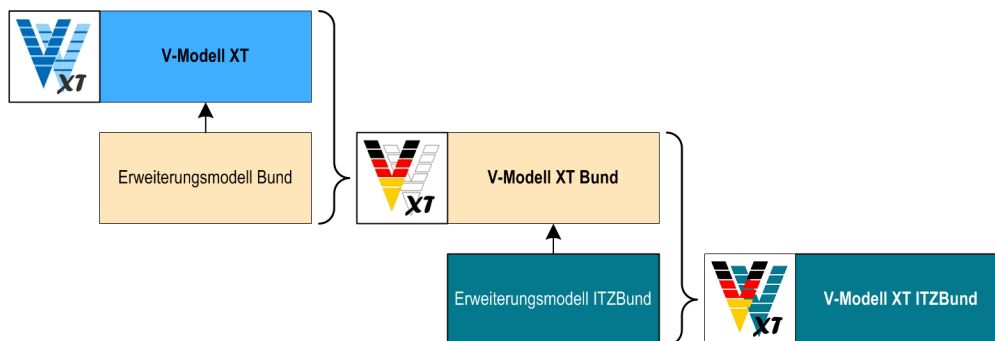 XT
V-Modell XT
Erweiterungsmodell Bund
XT
V-Modell XT Bund
Erweiterungsmodell ITZBund
XT
V-Modell XT ITZBund